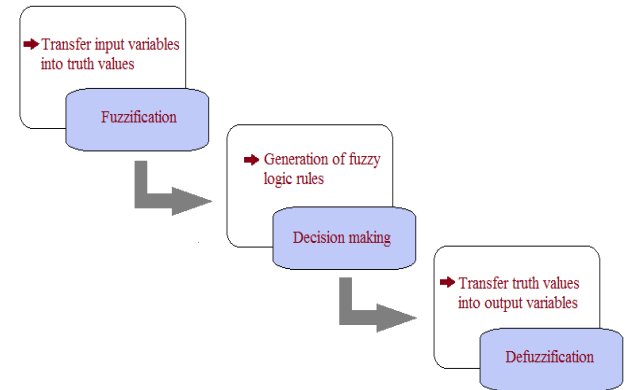 Transfer input variables
into truth values
Fuzzification
Generation of fuzzy
logic rules
Decision making
Transfer truth values
into output variables
Defuzzification